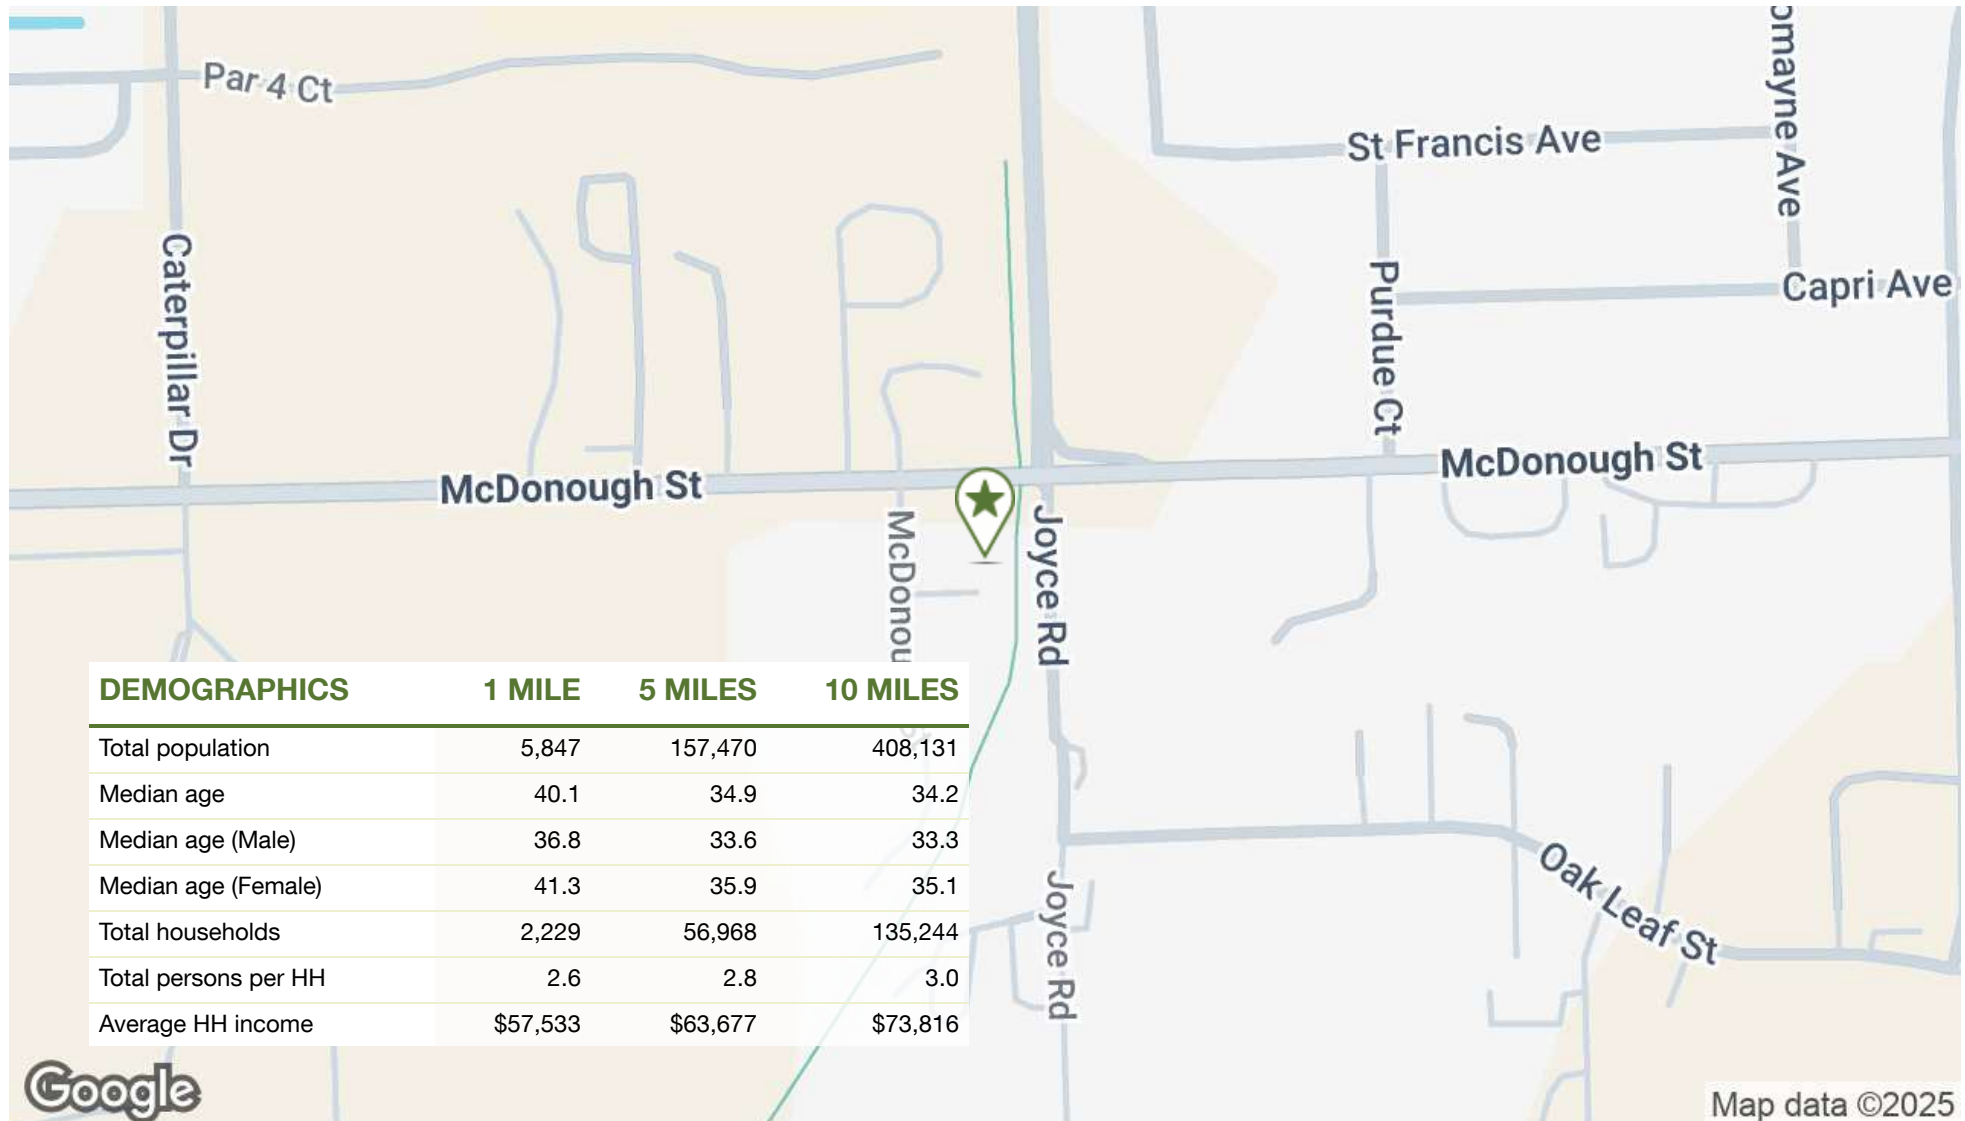 Par 4 Ct
omayne Ave
St Francis Ave
Caterpillar Dr
Purdue Ct
Capri Ave
McDonough St
McDonough St
McDonou
Joyce Rd
DEMOGRAPHICS 1 MILE 5 MILES 10 MILES
Total population 5,847 157,470 408,131
Median age 40.1 34.9 34.2
Median age (Male) 36.8 33.6 33.3
Median age (Female) 41.3 35.9 35.1
Total households 2,229 56,968 135,244
Total persons per HH 2.6 2.8 3.0
Average HH income $57,533 $63,677 $73,816
Oak Leaf St
Joyce Rd
Google
Map data ©2025